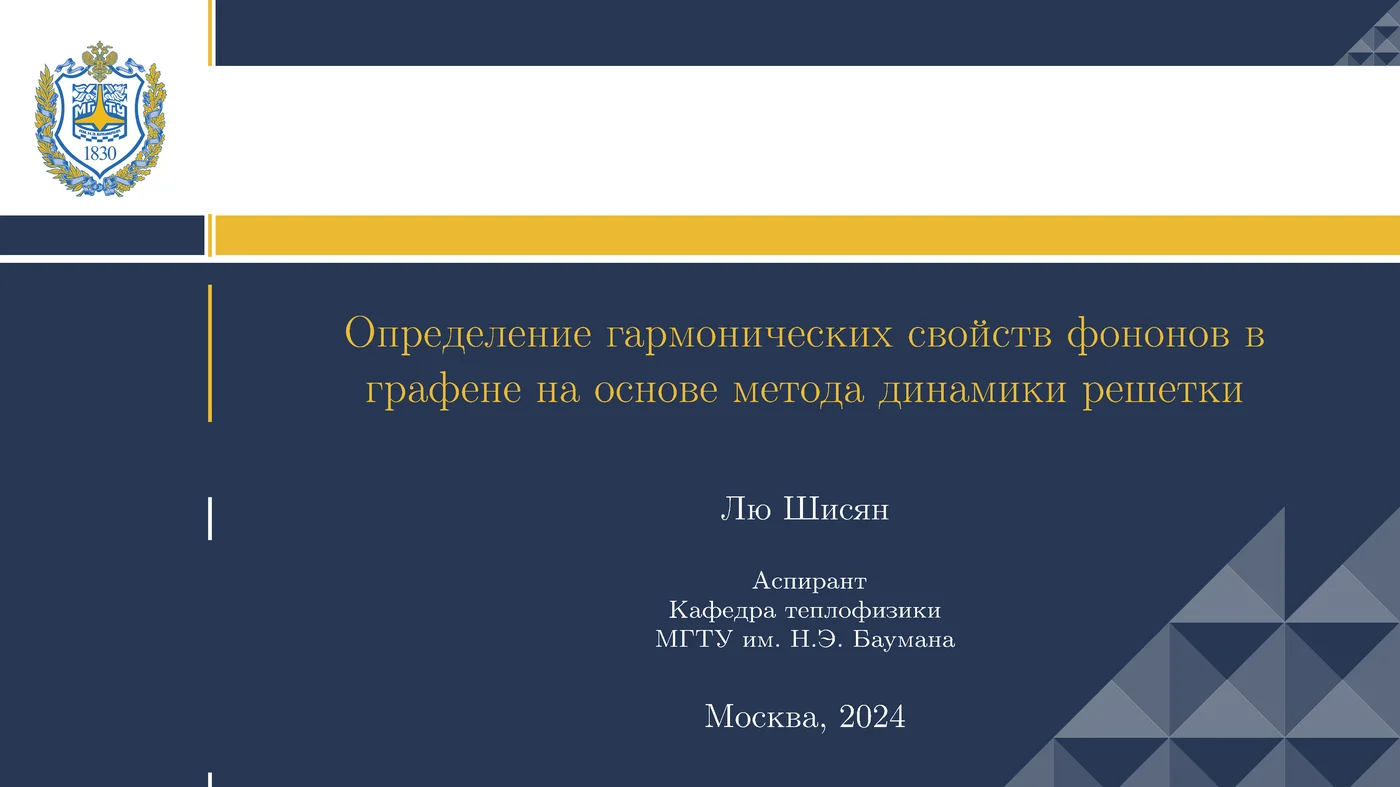 МГТУ
1830
Определение гармонических свойств фононов в
графене на основе метода динамики решетки
Лю Шисян
Аспирант
Кафедра теплофизики
МГТУ им. Н.Э. Баумана
Москва, 2024